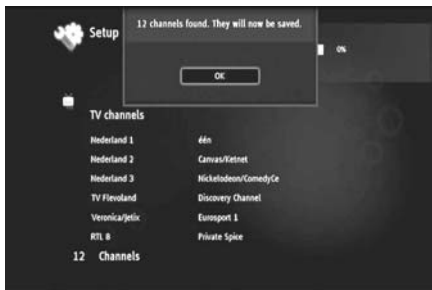 Setup
12 channels found. They will now be saved.
0%
OK
TV channels
Nederland 1 één
Nederland 2 Canvas/Ketnet
Nederland 3 Nickelodeon/ComedyCe
TV Flevoland Discovery Channel
Veronica/Jetix Eurosport 1
RTL 8 Private Spice
12 Channels